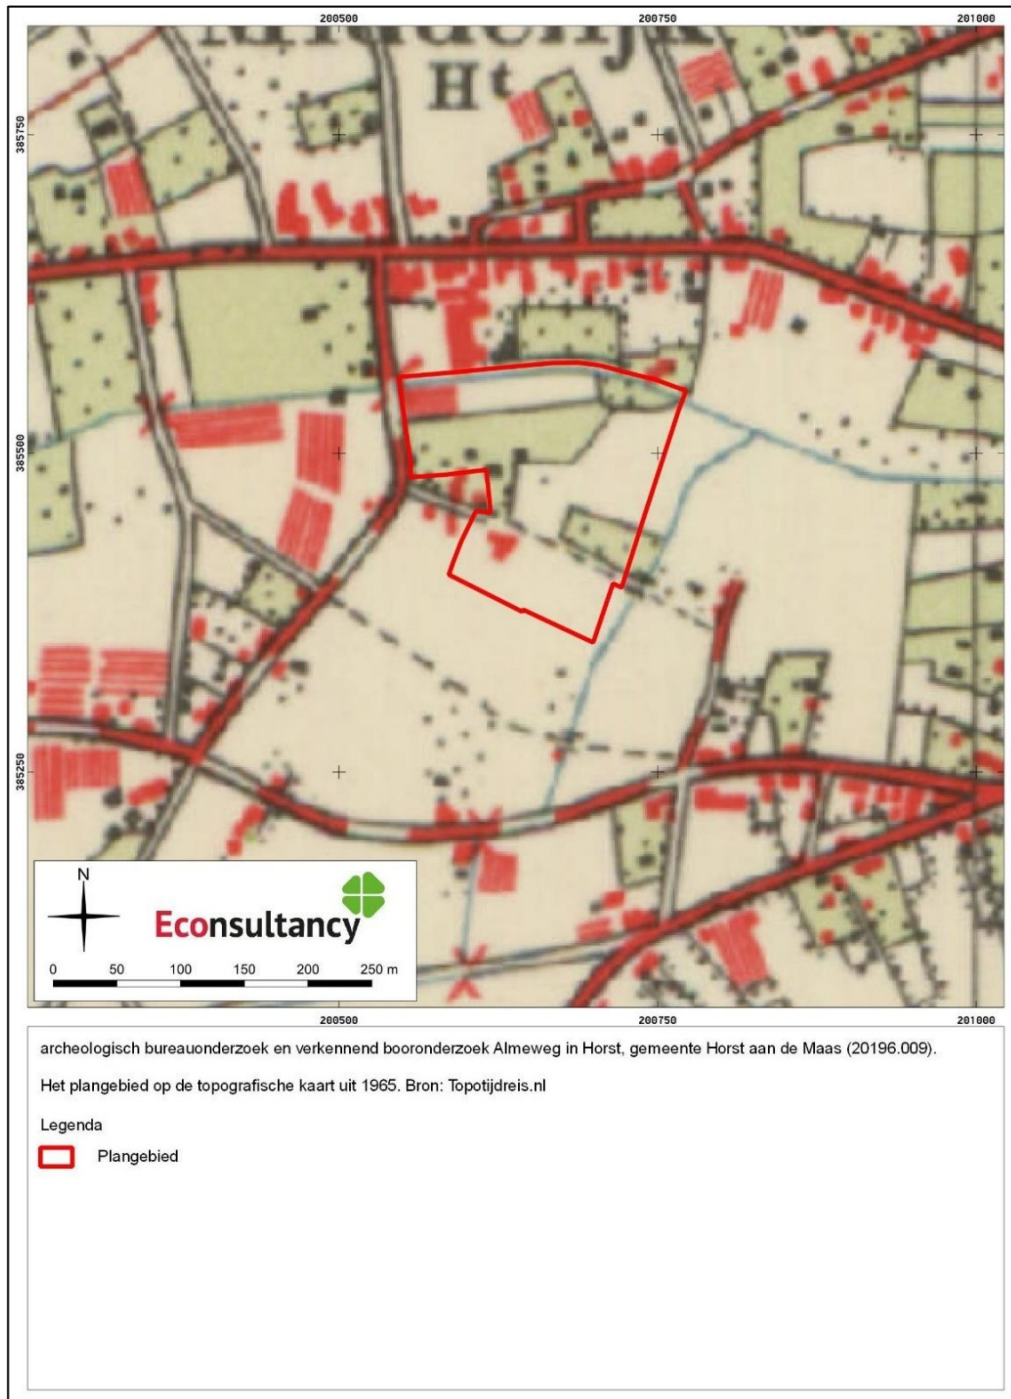 200500 200750 201000
385750
Ht
385500
385250
N
Econsultancy
0 50 100 150 200 250 m
200500 200750 201000
archeologisch bureauonderzoek en verkennend booronderzoek Almeweg in Horst, gemeente Horst aan de Maas (20196.009).
Het plangebied op de topografische kaart uit 1965. Bron: Topotijdreis.nl
Legenda
Plangebied